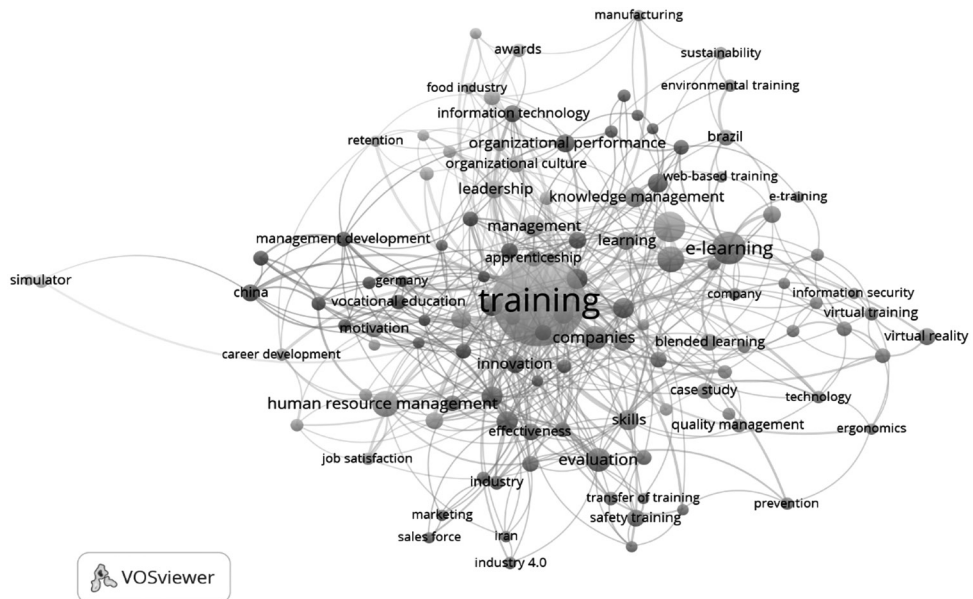 manufacturing
awards
sustainability
food industry
environmental training
information technology
retention
organizational performance
brazil
organizational culture
web-based training
leadership
knowledge management
e-training
management
management development
learning
e-learning
apprenticeship
simulator
germany
china
company
information security
vocational education
training
virtual training
motivation
companies
blended learning
virtual reality
career development
innovation
case study
technology
human resource management
skills
quality management
ergonomics
effectiveness
job satisfaction
evaluation
industry
transfer of training
prevention
marketing
safety training
sales force
Iran
industry 4.0
VOSviewer